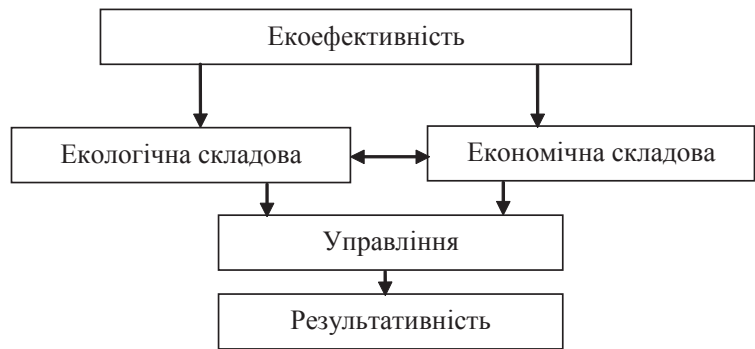 Екоефективність
Екологічна складова
Економічна складова
Управління
Результативність